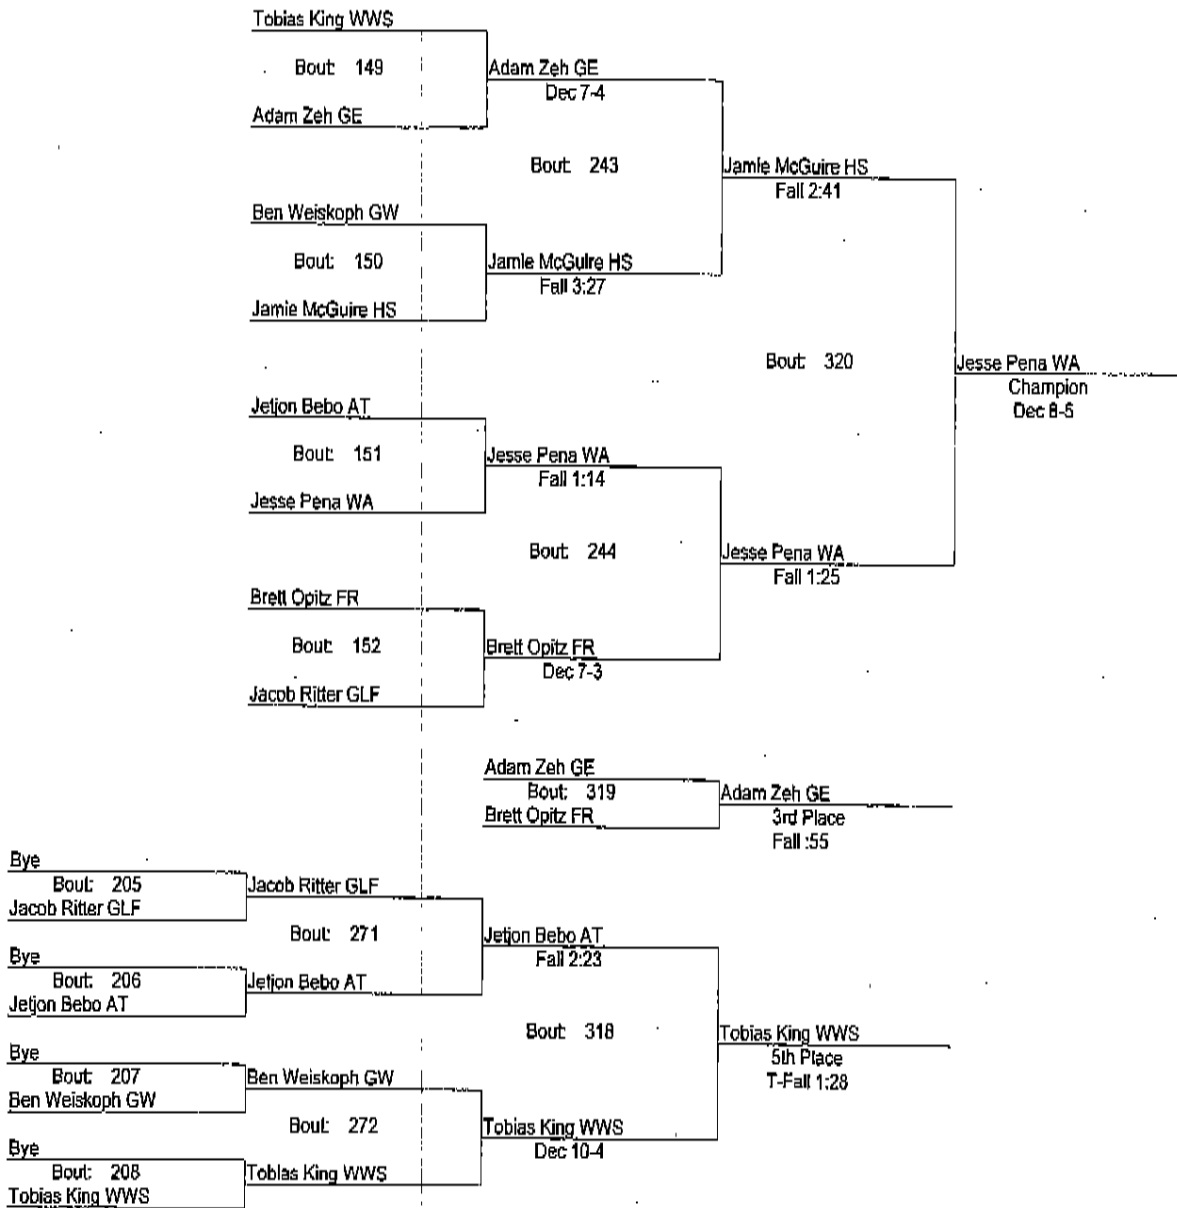 Tobias King WWS
Bout: 149
Adam Zeh GE
Adam Zeh GE
Dec 7-4
Bout: 243
Jamie McGuire HS
Fall 2:41
Ben Weiskoph GW
Bout: 150
Jamie McGuire HS
Jamie McGuire HS
Fall 3:27
Bout: 320
Jesse Pena WA
Champion
Dec 8-5
Jetjon Bebo AT
Bout: 151
Jesse Pena WA
Jesse Pena WA
Fall 1:14
Bout: 244
Jesse Pena WA
Fall 1:25
Brett Opitz FR
Bout: 152
Jacob Ritter GLF
Brett Opitz FR
Dec 7-3
Adam Zeh GE
Bout: 319
Brett Opitz FR
Adam Zeh GE
3rd Place
Fall :55
Bye
Bout: 205
Jacob Ritter GLF
Jacob Ritter GLF
Bout: 271
Jetjon Bebo AT
Fall 2:23
Bye
Bout: 206
Jetjon Bebo AT
Jetjon Bebo AT
Bout: 318
Tobias King WWS
5th Place
T-Fall 1:28
Bye
Bout: 207
Ben Weiskoph GW
Ben Weiskoph GW
Bout: 272
Tobias King WWS
Dec 10-4
Bye
Bout: 208
Tobias King WWS
Tobias King WWS